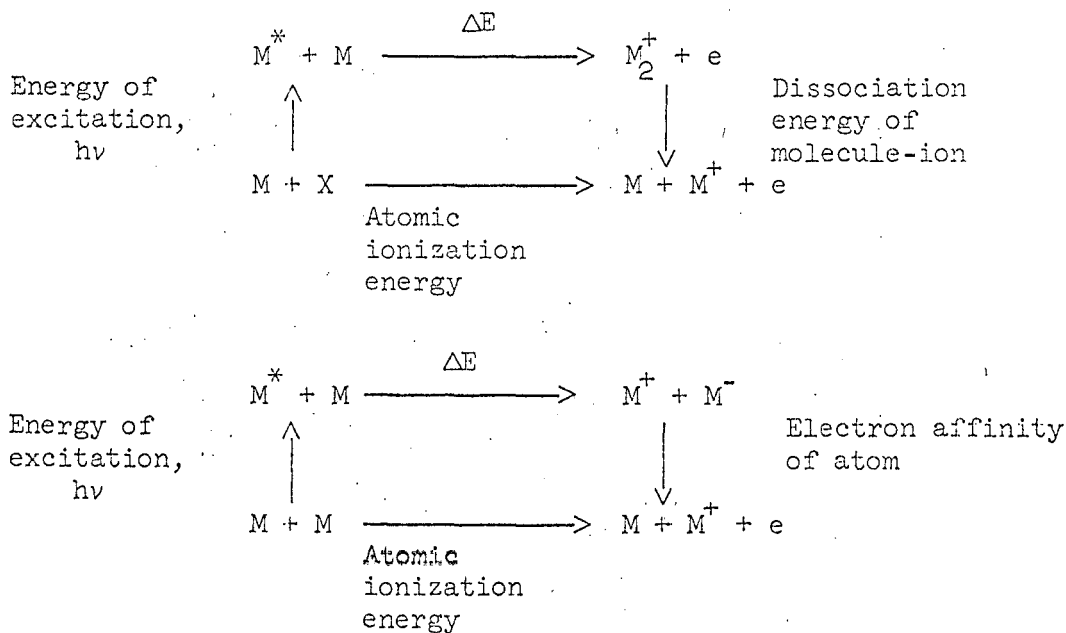 ΔE
M* + M ⟶ M₂⁺ + e
Energy of
excitation,
hν
Dissociation
energy of
molecule-ion
M + X ⟶ M + M⁺ + e
Atomic
ionization
energy
ΔE
M* + M ⟶ M⁺ + M⁻
Energy of
excitation,
hν
Electron affinity
of atom
M + M ⟶ M + M⁺ + e
Atomic
ionization
energy